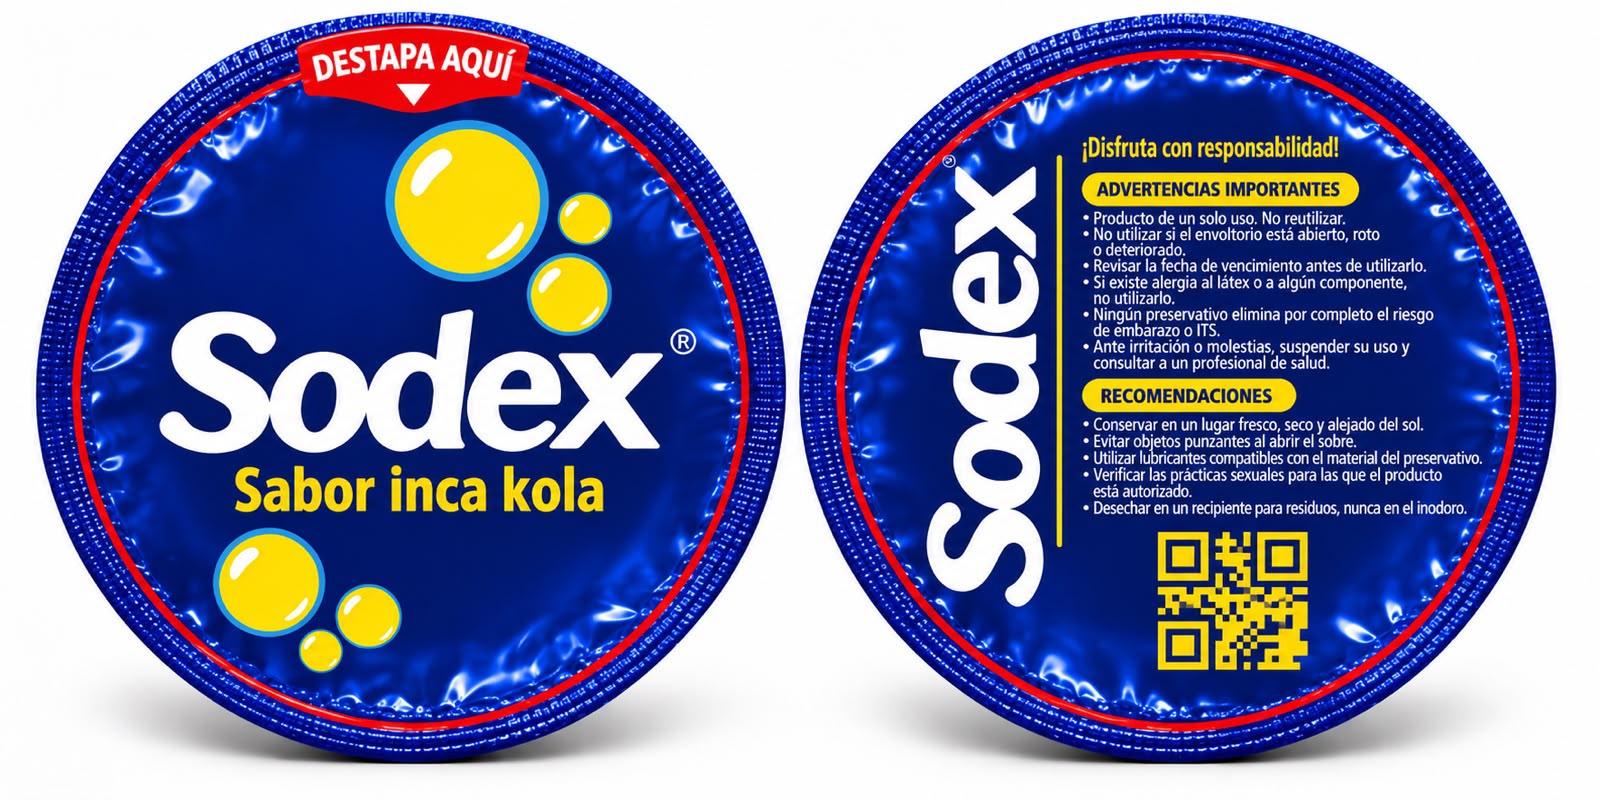 DESTAPA AQUÍ
Sodex®
Sabor inca kola
Sodex®
¡Disfruta con responsabilidad!
ADVERTENCIAS IMPORTANTES
• Producto de un solo uso. No reutilizar.
• No utilizar si el envoltorio está abierto, roto
o deteriorado.
• Revisar la fecha de vencimiento antes de utilizarlo.
• Si existe alergia al látex o a algún componente,
no utilizarlo.
• Ningún preservativo elimina por completo el riesgo
de embarazo o ITS.
• Ante irritación o molestias, suspender su uso y
consultar a un profesional de salud.
RECOMENDACIONES
• Conservar en un lugar fresco, seco y alejado del sol.
• Evitar objetos punzantes al abrir el sobre.
• Utilizar lubricantes compatibles con el material del preservativo.
• Verificar las prácticas sexuales para las que el producto
está autorizado.
• Desechar en un recipiente para residuos, nunca en el inodoro.